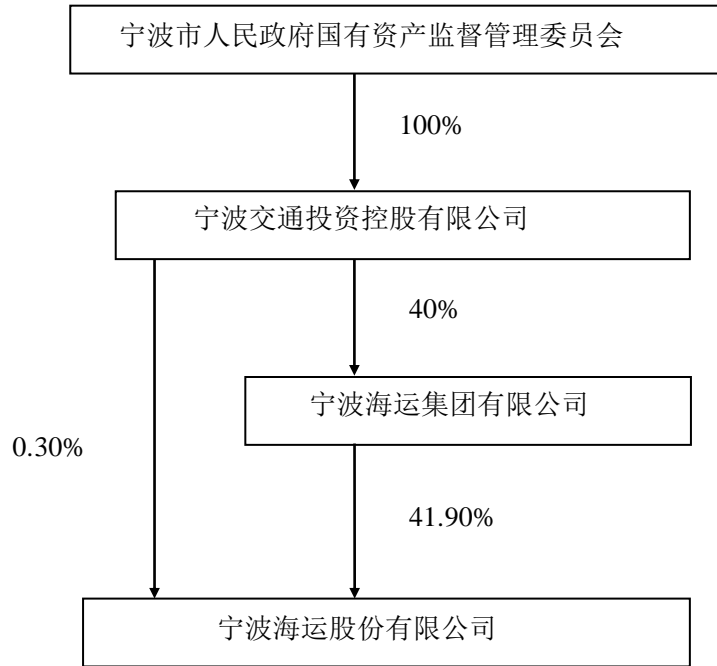 宁波市人民政府国有资产监督管理委员会
100%
宁波交通投资控股有限公司
40%
宁波海运集团有限公司
0.30%
41.90%
宁波海运股份有限公司